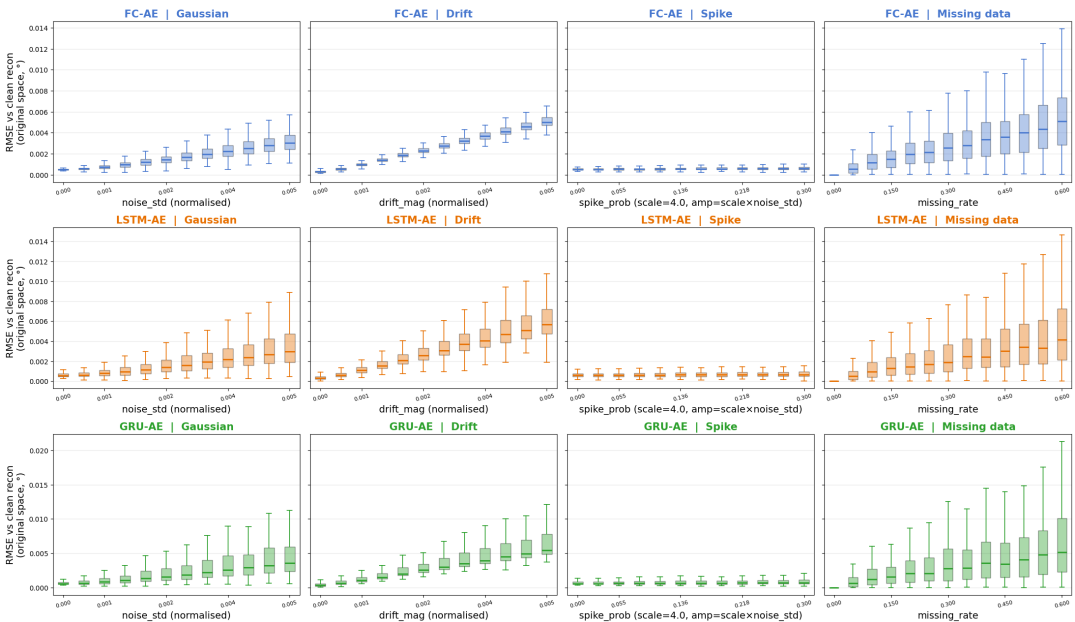 FC-AE | Gaussian
FC-AE | Drift
FC-AE | Spike
FC-AE | Missing data
RMSE vs clean recon
(original space, °)
0.014
0.012
0.010
0.008
0.006
0.004
0.002
0.000
0.000 0.001 0.002 0.004 0.005
0.000 0.001 0.002 0.004 0.005
0.000 0.055 0.136 0.218 0.300
0.000 0.150 0.300 0.450 0.600
noise_std (normalised)
drift_mag (normalised)
spike_prob (scale=4.0, amp=scale×noise_std)
missing_rate
LSTM-AE | Gaussian
LSTM-AE | Drift
LSTM-AE | Spike
LSTM-AE | Missing data
RMSE vs clean recon
(original space, °)
0.014
0.012
0.010
0.008
0.006
0.004
0.002
0.000
0.000 0.001 0.002 0.004 0.005
0.000 0.001 0.002 0.004 0.005
0.000 0.055 0.136 0.218 0.300
0.000 0.150 0.300 0.450 0.600
noise_std (normalised)
drift_mag (normalised)
spike_prob (scale=4.0, amp=scale×noise_std)
missing_rate
GRU-AE | Gaussian
GRU-AE | Drift
GRU-AE | Spike
GRU-AE | Missing data
RMSE vs clean recon
(original space, °)
0.020
0.015
0.010
0.005
0.000
0.000 0.001 0.002 0.004 0.005
0.000 0.001 0.002 0.004 0.005
0.000 0.055 0.136 0.218 0.300
0.000 0.150 0.300 0.450 0.600
noise_std (normalised)
drift_mag (normalised)
spike_prob (scale=4.0, amp=scale×noise_std)
missing_rate